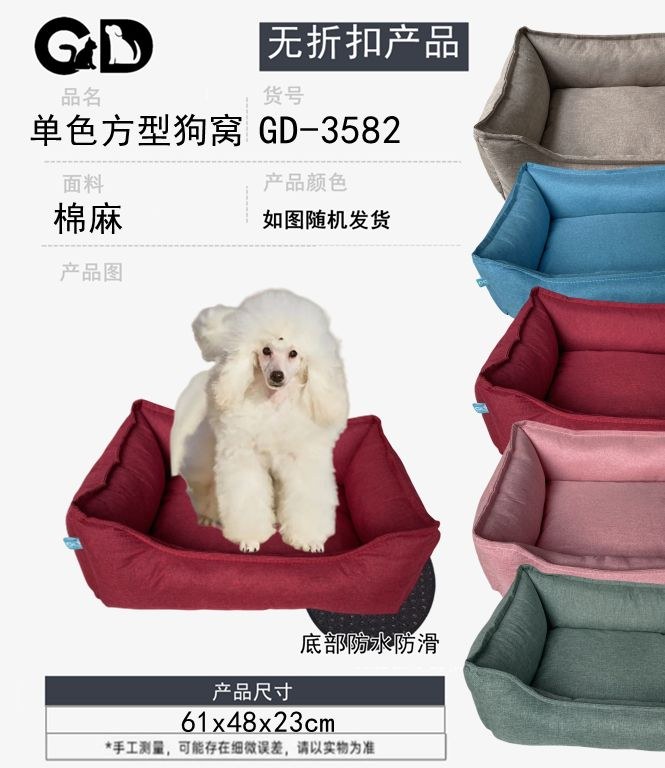 GD
无折扣产品
品名
货号
单色方型狗窝
GD-3582
面料
产品颜色
棉麻
如图随机发货
产品图
底部防水防滑
产品尺寸
61x48x23cm
*手工测量，可能存在细微误差，请以实物为准